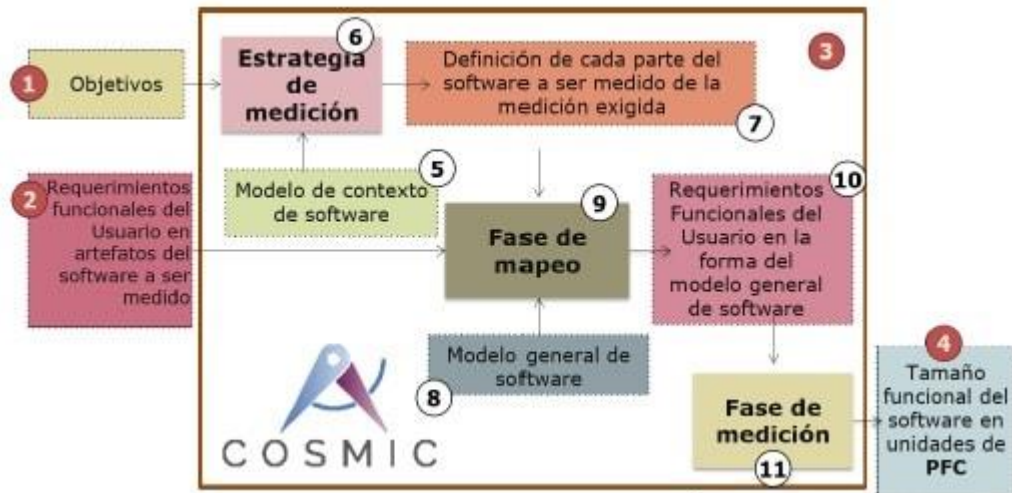 1
Objetivos
6
Estrategia
de
medición
Definición de cada parte del
software a ser medido de la
medición exigida
7
3
2
Requerimientos
funcionales del
Usuario en
artefatos del
software a ser
medido
5
Modelo de contexto
de software
9
Fase de
mapeo
10
Requerimientos
Funcionales del
Usuario en la
forma del
modelo general
de software
8
Modelo general de
software
COSMIC
Fase de
medición
11
4
Tamaño
funcional del
software en
unidades de
PFC